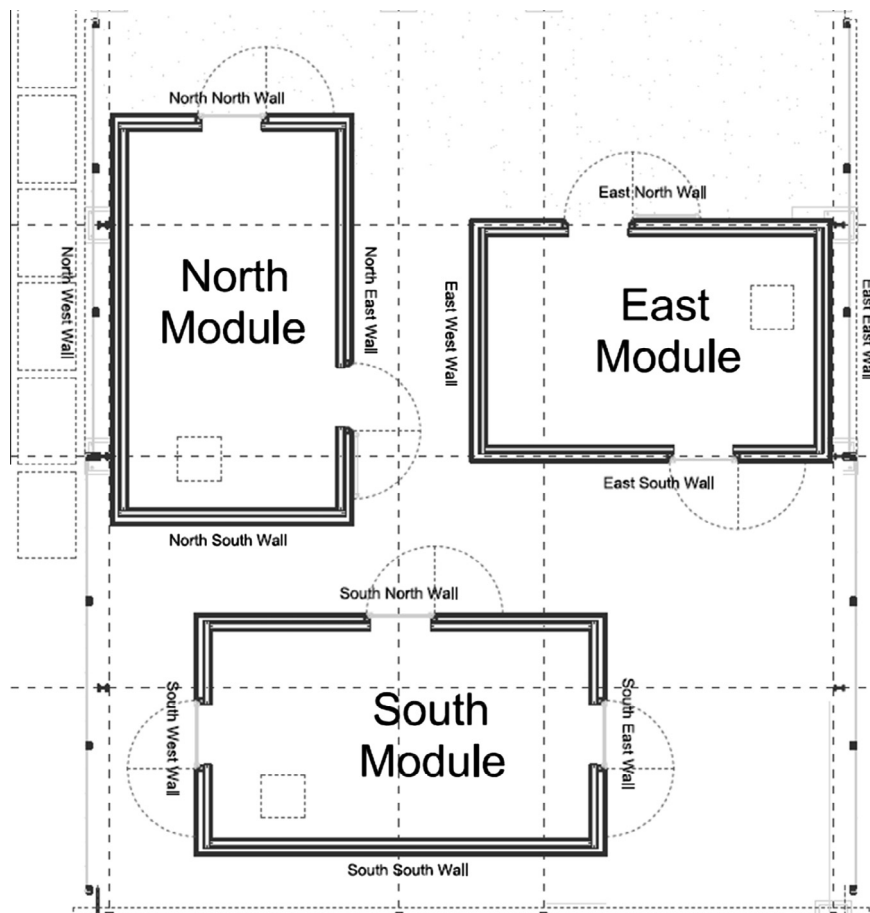 North North Wall
North West Wall
North
Module
North East Wall
North South Wall
East North Wall
East West Wall
East
Module
East East Wall
East South Wall
South North Wall
South West Wall
South
Module
South East Wall
South South Wall